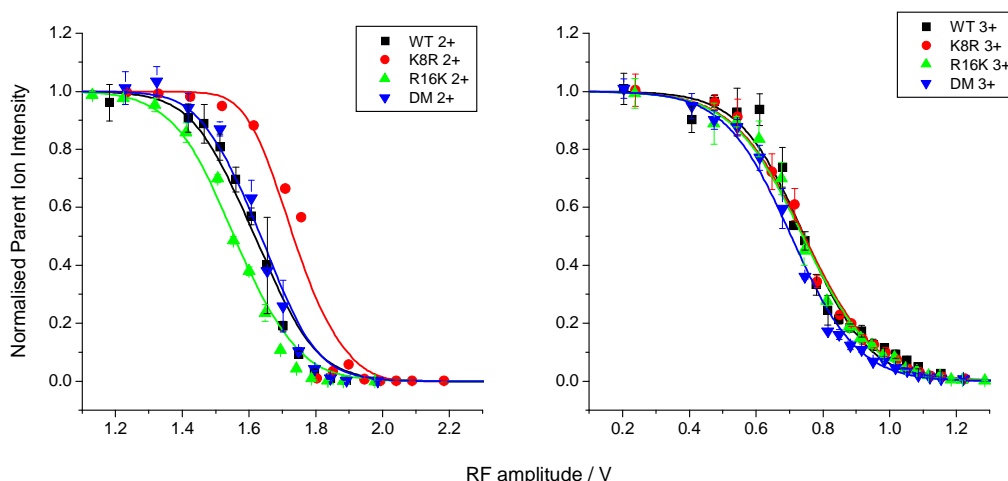 Normalised Parent Ion Intensity
1.2
1.0
0.8
0.6
0.4
0.2
0.0
1.2 1.4 1.6 1.8 2.0 2.2
WT 2+
K8R 2+
R16K 2+
DM 2+
1.2
1.0
0.8
0.6
0.4
0.2
0.0
0.2 0.4 0.6 0.8 1.0 1.2
WT 3+
K8R 3+
R16K 3+
DM 3+
RF amplitude / V